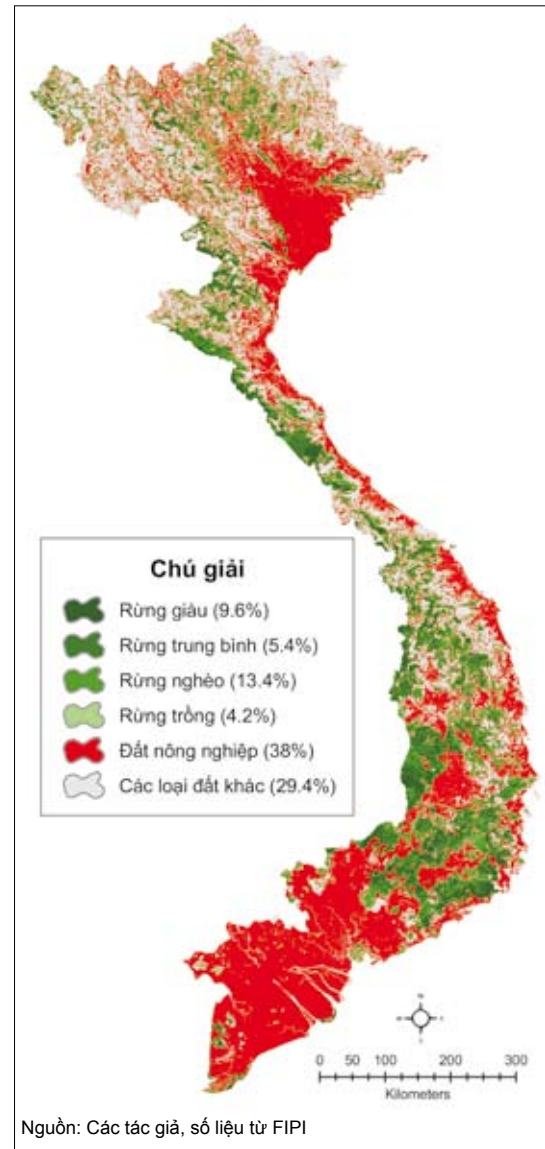 Chú giải
Rừng giàu (9.6%)
Rừng trung bình (5.4%)
Rừng nghèo (13.4%)
Rừng trồng (4.2%)
Đất nông nghiệp (38%)
Các loại đất khác (29.4%)
0 50 100 200 300
Kilometers
Nguồn: Các tác giả, số liệu từ FIPI